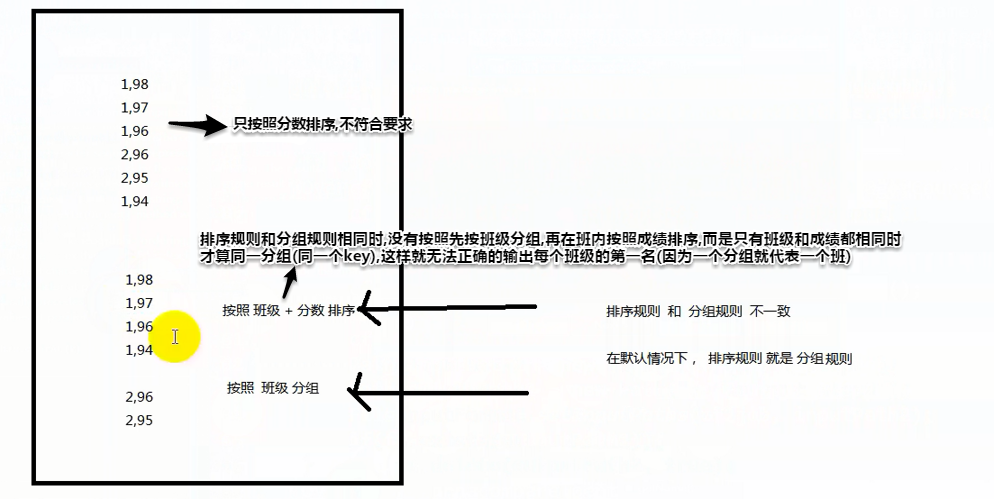 1,98
1,97
1,96
2,96
2,95
1,94
只按照分数排序,不符合要求
排序规则和分组规则相同时,没有按照先按班级分组,再在班内按照成绩排序,而是只有班级和成绩都相同时
才算同一分组(同一个key),这样就无法正确的输出每个班级的第一名(因为一个分组就代表一个班)
1,98
1,97
1,96
1,94
2,96
2,95
按照 班级 + 分数 排序
按照 班级 分组
排序规则 和 分组规则 不一致
在默认情况下， 排序规则 就是 分组规则